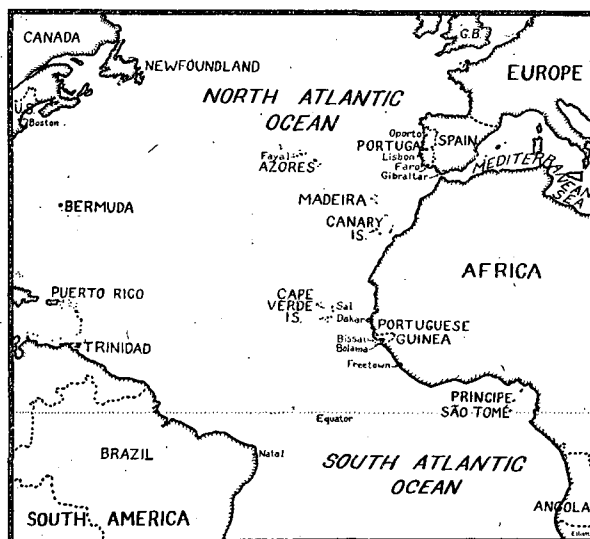 CANADA
NEWFOUNDLAND
G.B.
EUROPE
NORTH ATLANTIC
OCEAN
U.S.
Boston
Oporto
PORTUGAL
SPAIN
Lisbon
Faro
Gibraltar
MEDITERRANEAN
SEA
Fayal
AZORES
BERMUDA
MADEIRA
CANARY
IS.
AFRICA
PUERTO RICO
CAPE
VERDE
IS.
Sal
Dakar
PORTUGUESE
GUINEA
Bissau
Bolama
Freetown
TRINIDAD
PRINCIPE
SÃO TOMÉ
Equator
BRAZIL
Natal
SOUTH ATLANTIC
OCEAN
SOUTH AMERICA
ANGOLA